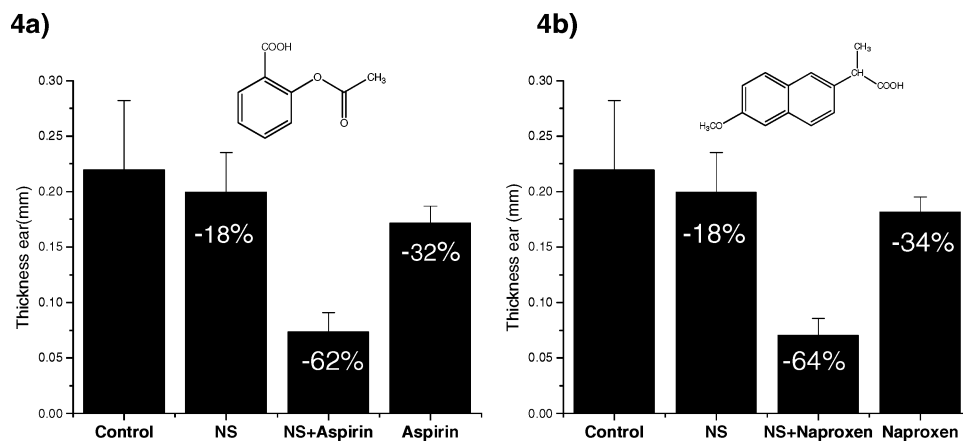 4a)
COOH
O
CH3
O
0.30
0.25
0.20
0.15
0.10
0.05
0.00
Thickness ear(mm)
-18%
-62%
-32%
Control
NS
NS+Aspirin
Aspirin
4b)
CH3
CH
COOH
H3CO
0.30
0.25
0.20
0.15
0.10
0.05
0.00
Thickness ear (mm)
-18%
-64%
-34%
Control
NS
NS+Naproxen
Naproxen